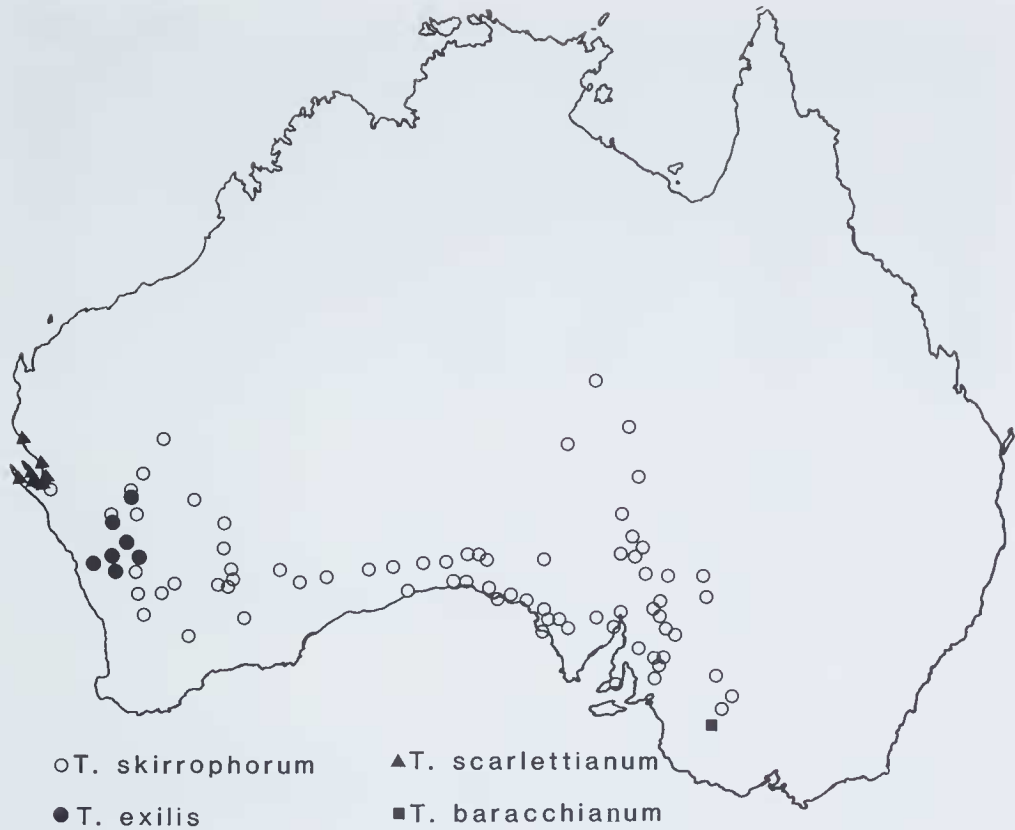 ○ T. skirrophorum ▲ T. scarlettianum
● T. exilis ■ T. baracchianum